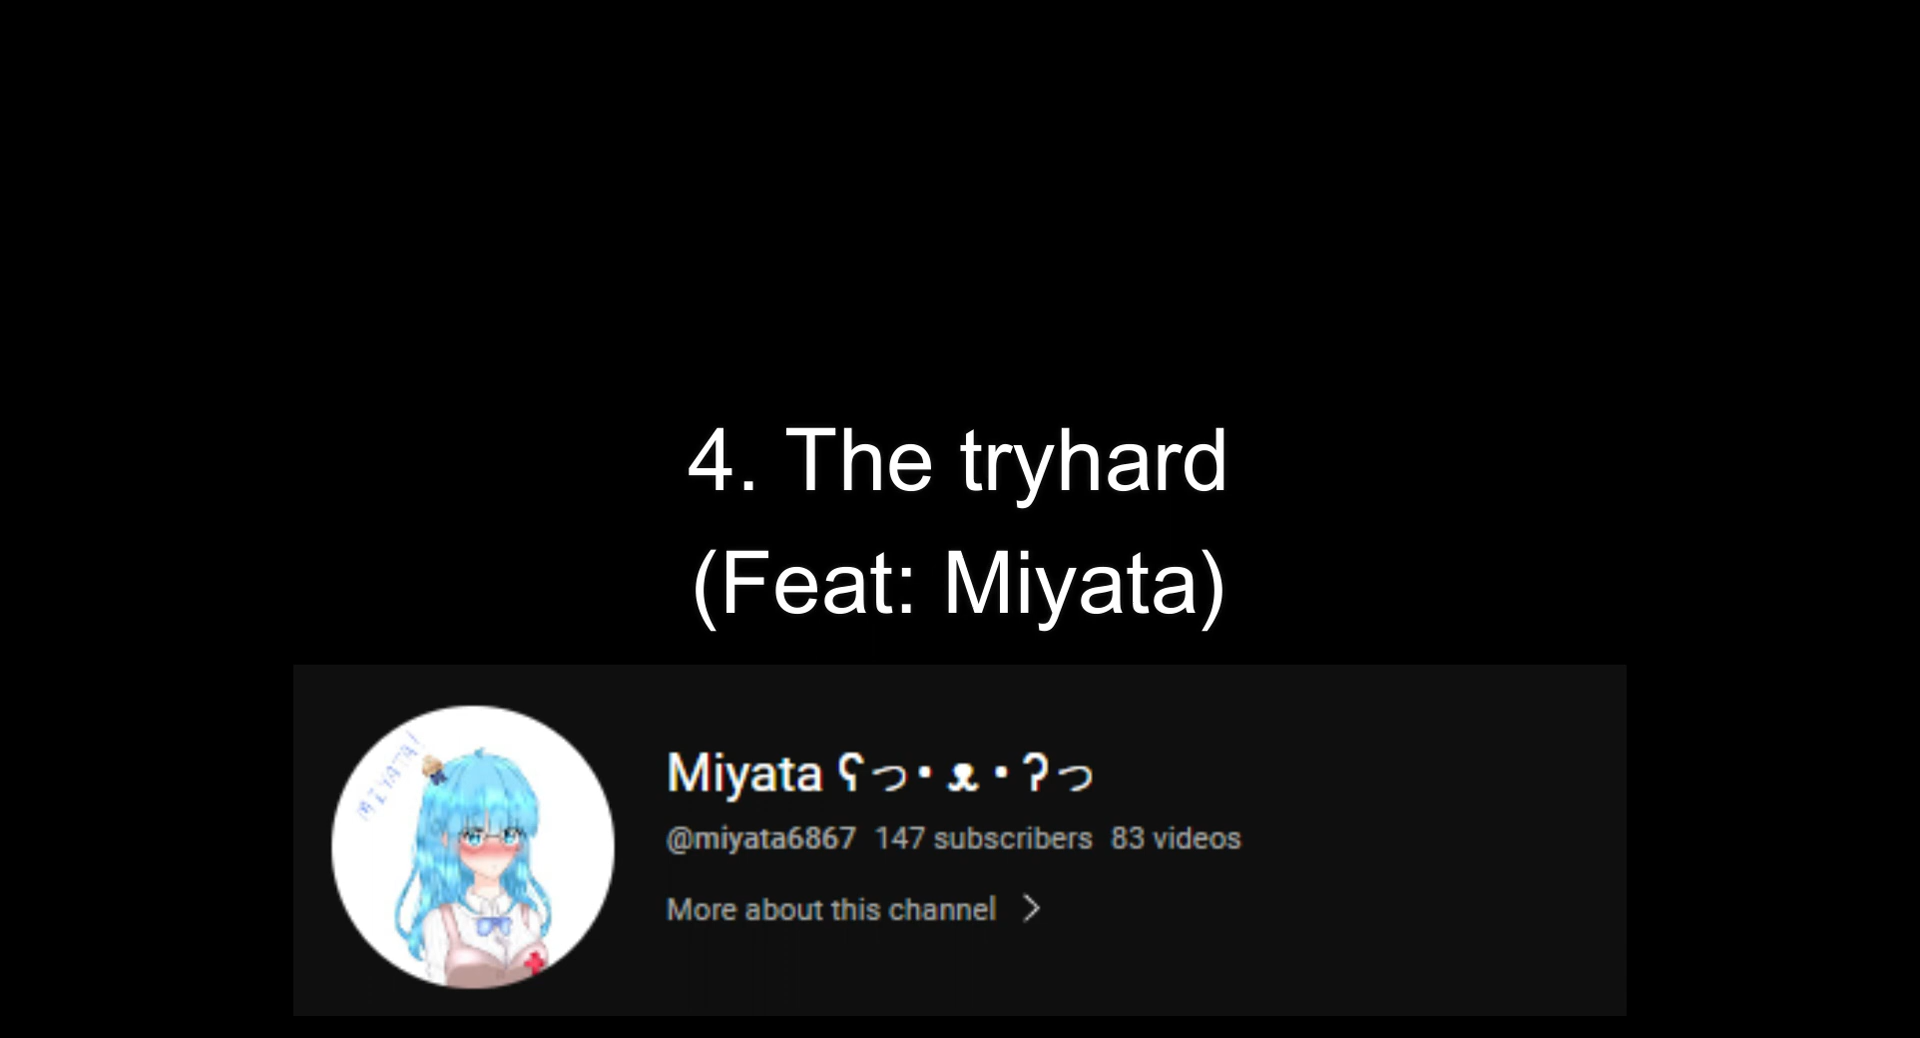 4. The tryhard
(Feat: Miyata)
MIYATA!
Miyata ʕっ•ᴥ•ʔっ
@miyata6867 147 subscribers 83 videos
More about this channel >